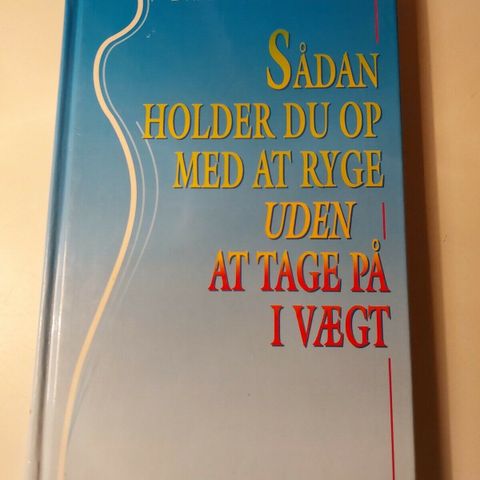 SÅDAN
HOLDER DU OP
MED AT RYGE
UDEN
AT TAGE PÅ
I VÆGT